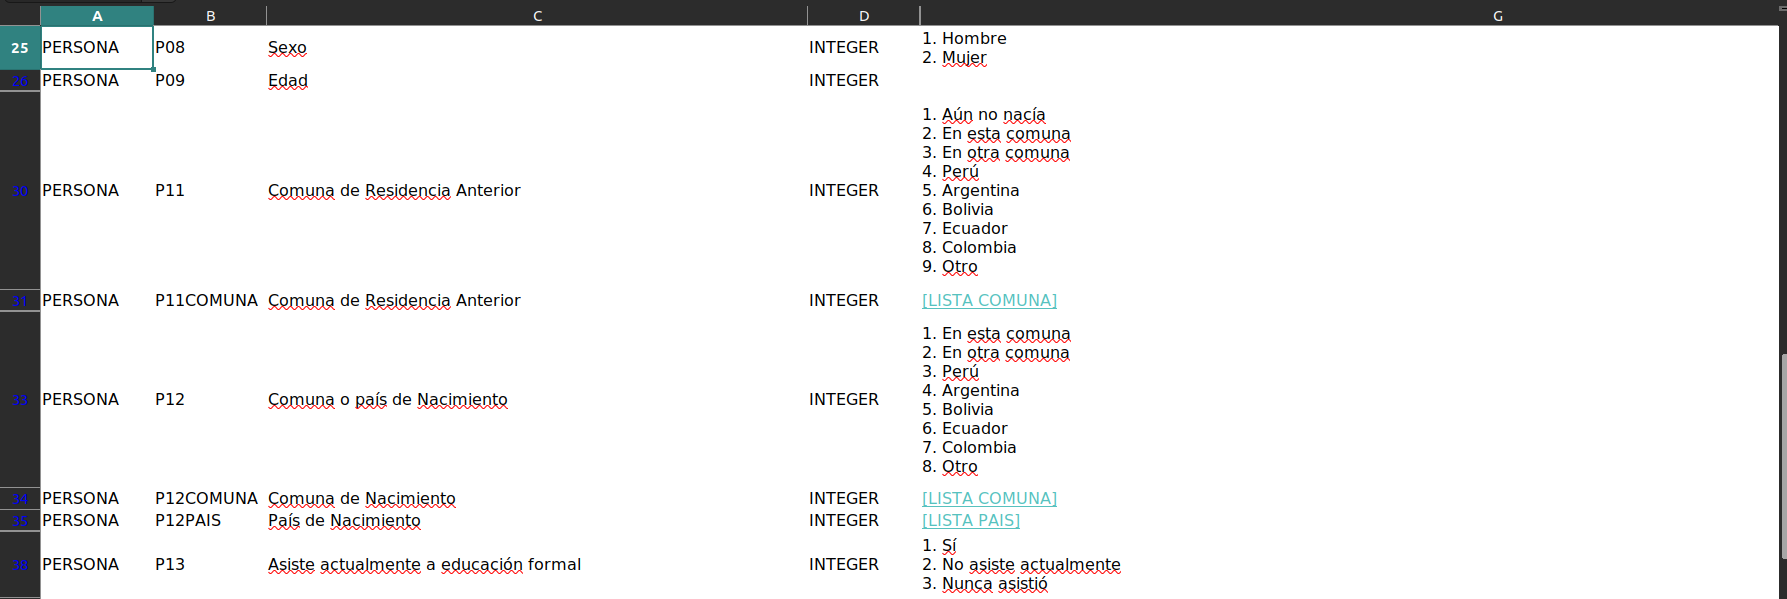 A B C D G
25 PERSONA P08 Sexo INTEGER 1. Hombre
2. Mujer
26 PERSONA P09 Edad INTEGER
30 PERSONA P11 Comuna de Residencia Anterior INTEGER 1. Aún no nacía
2. En esta comuna
3. En otra comuna
4. Perú
5. Argentina
6. Bolivia
7. Ecuador
8. Colombia
9. Otro
31 PERSONA P11COMUNA Comuna de Residencia Anterior INTEGER [LISTA COMUNA]
33 PERSONA P12 Comuna o país de Nacimiento INTEGER 1. En esta comuna
2. En otra comuna
3. Perú
4. Argentina
5. Bolivia
6. Ecuador
7. Colombia
8. Otro
34 PERSONA P12COMUNA Comuna de Nacimiento INTEGER [LISTA COMUNA]
35 PERSONA P12PAIS País de Nacimiento INTEGER [LISTA PAIS]
38 PERSONA P13 Asiste actualmente a educación formal INTEGER 1. Sí
2. No asiste actualmente
3. Nunca asistió